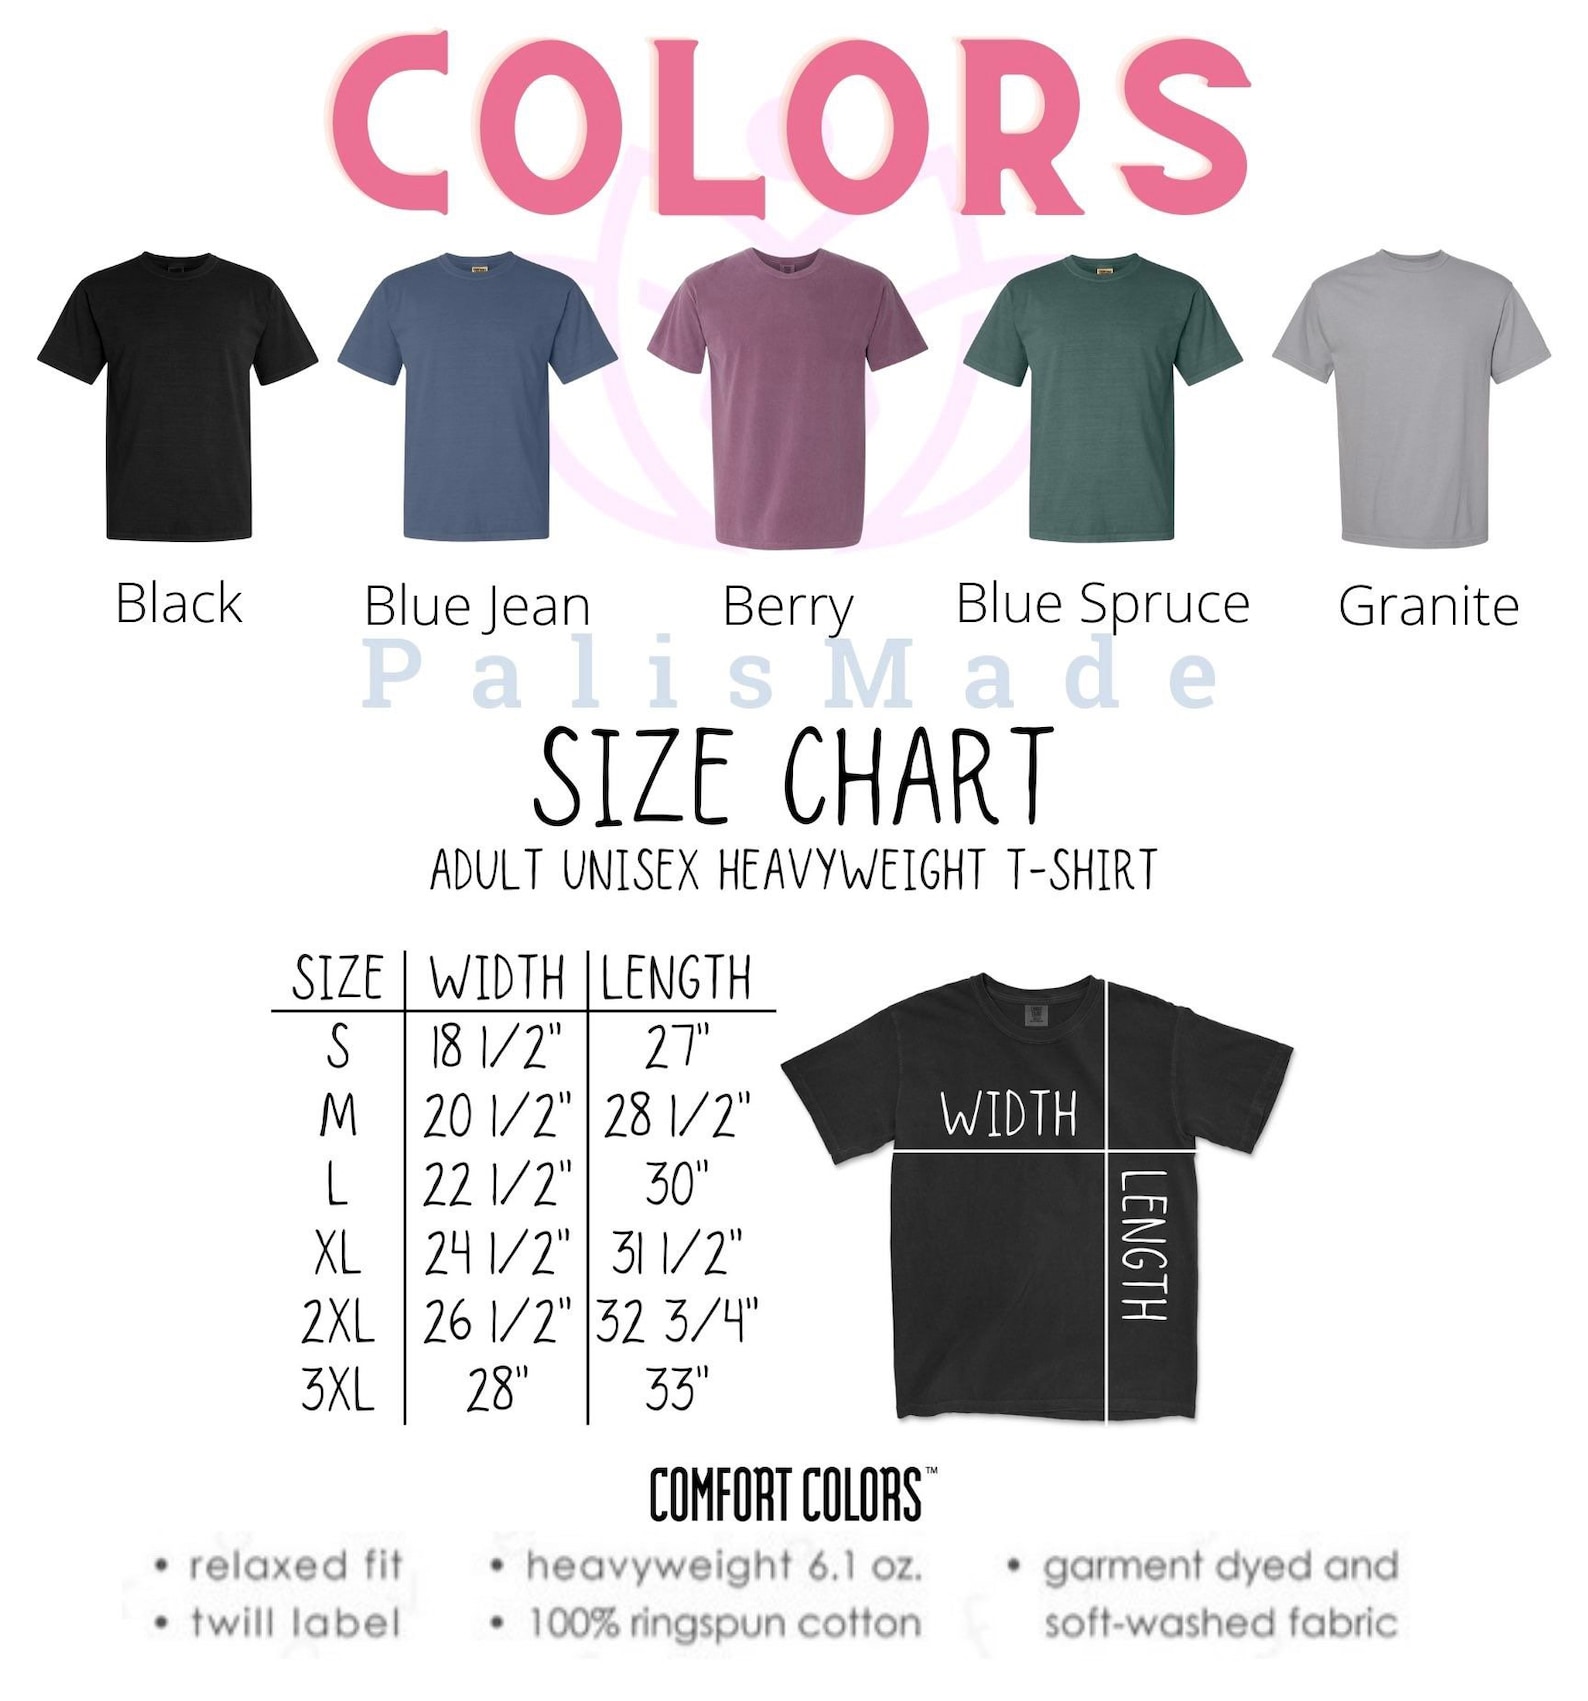 COLORS
Black
Blue Jean
Berry
Blue Spruce
Granite
PalisMade
SIZE CHART
ADULT UNISEX HEAVYWEIGHT T-SHIRT
SIZE WIDTH LENGTH
S 18 1/2" 27"
M 20 1/2" 28 1/2"
L 22 1/2" 30"
XL 24 1/2" 31 1/2"
2XL 26 1/2" 32 3/4"
3XL 28" 33"
WIDTH
LENGTH
COMFORT COLORS™
• relaxed fit
• twill label
• heavyweight 6.1 oz.
• 100% ringspun cotton
• garment dyed and
soft-washed fabric